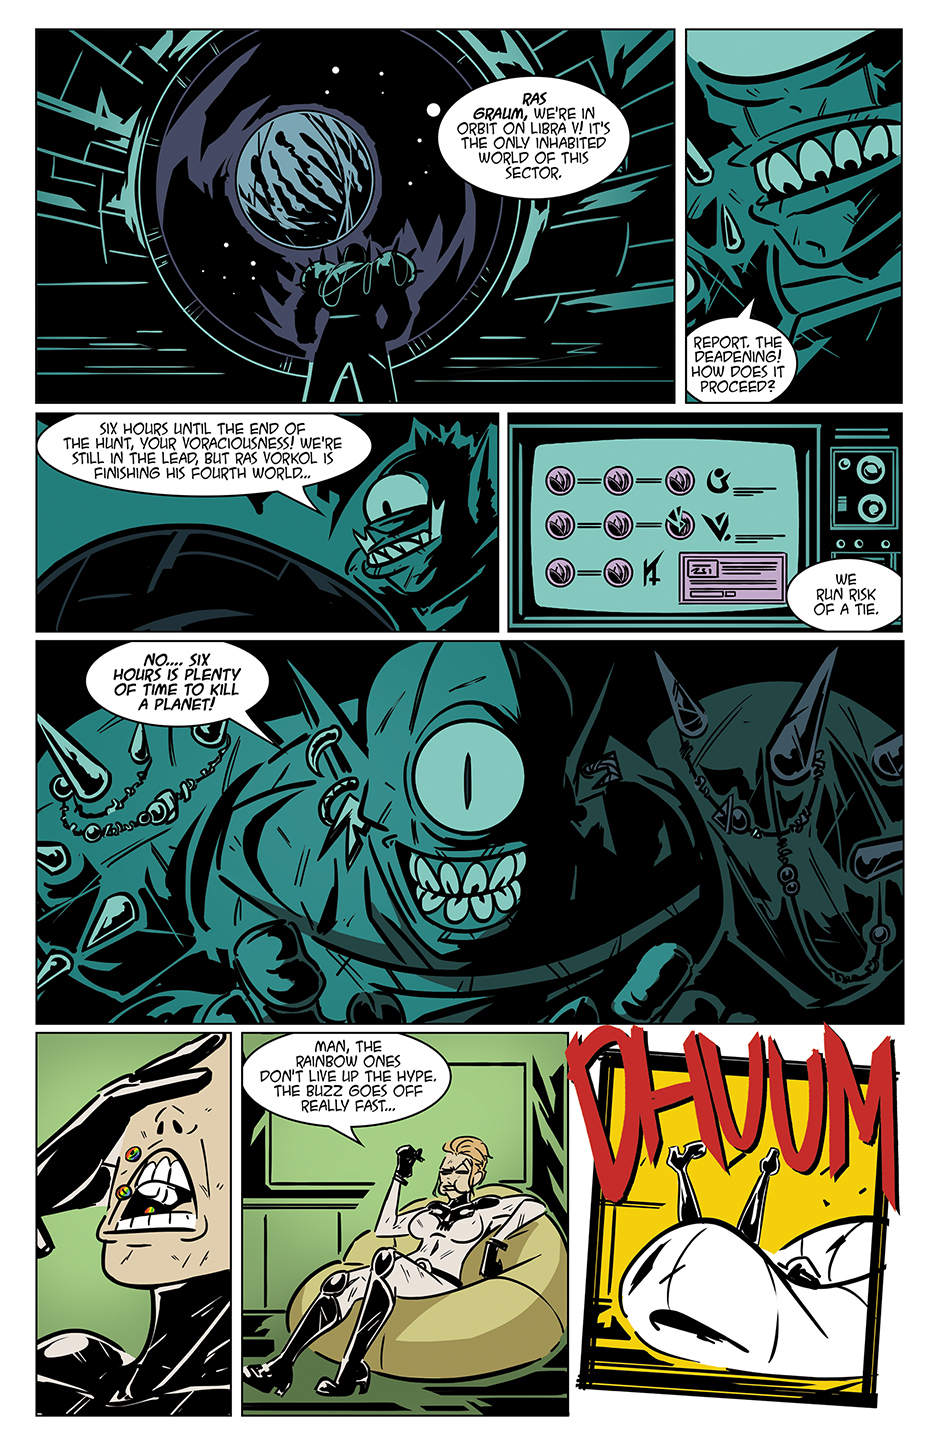 RAS
GRAUM, WE'RE IN
ORBIT ON LIBRA V! IT'S
THE ONLY INHABITED
WORLD OF THIS
SECTOR.
REPORT. THE
DEADENING!
HOW DOES IT
PROCEED?
SIX HOURS UNTIL THE END OF
THE HUNT, YOUR VORACIOUSNESS! WE'RE
STILL IN THE LEAD, BUT RAS VORKOL IS
FINISHING HIS FOURTH WORLD...
WE
RUN RISK
OF A TIE.
NO.... SIX
HOURS IS PLENTY
OF TIME TO KILL
A PLANET!
MAN, THE
RAINBOW ONES
DON'T LIVE UP THE HYPE.
THE BUZZ GOES OFF
REALLY FAST...
DHUUM